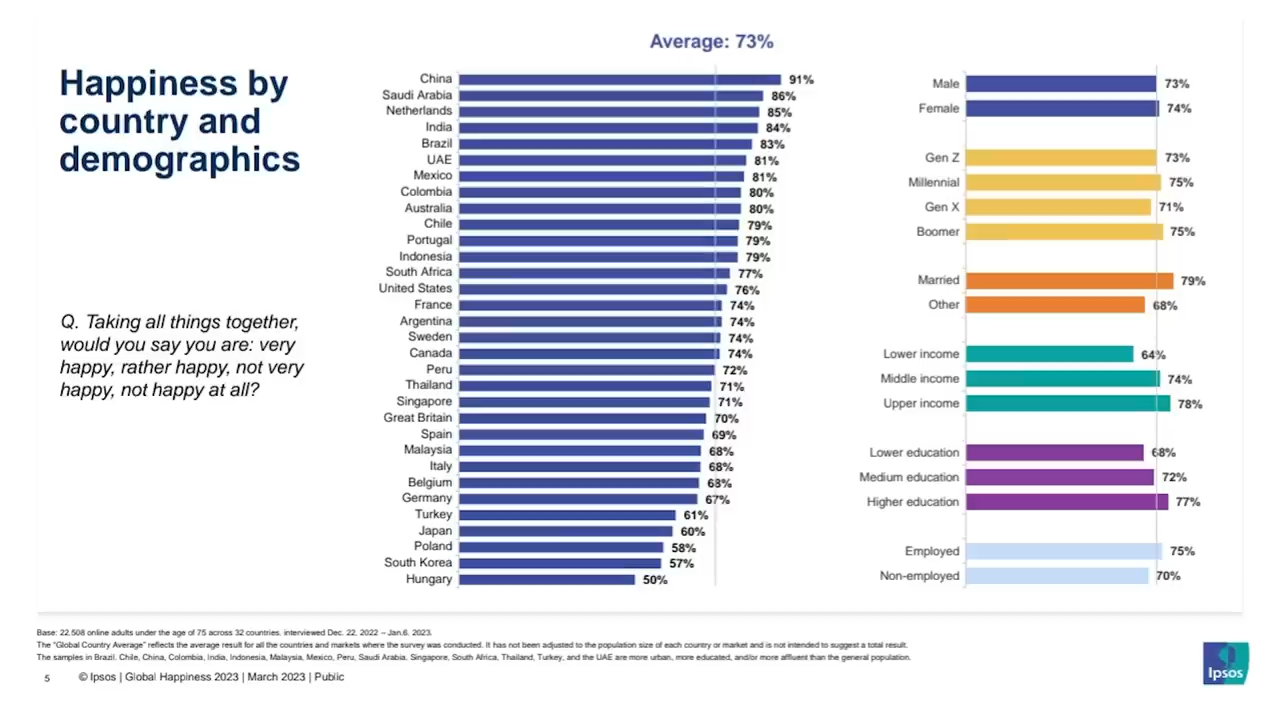 Average: 73%
Happiness by
country and
demographics
Q. Taking all things together,
would you say you are: very
happy, rather happy, not very
happy, not happy at all?
China 91%
Saudi Arabia 86%
Netherlands 85%
India 84%
Brazil 83%
UAE 81%
Mexico 81%
Colombia 80%
Australia 80%
Chile 79%
Portugal 79%
Indonesia 79%
South Africa 77%
United States 76%
France 74%
Argentina 74%
Sweden 74%
Canada 74%
Peru 72%
Thailand 71%
Singapore 71%
Great Britain 70%
Spain 69%
Malaysia 68%
Italy 68%
Belgium 68%
Germany 67%
Turkey 61%
Japan 60%
Poland 58%
South Korea 57%
Hungary 50%
Male 73%
Female 74%
Gen Z 73%
Millennial 75%
Gen X 71%
Boomer 75%
Married 79%
Other 68%
Lower income 64%
Middle income 74%
Upper income 78%
Lower education 68%
Medium education 72%
Higher education 77%
Employed 75%
Non-employed 70%
Base: 22,508 online adults under the age of 75 across 32 countries, interviewed Dec. 22, 2022 – Jan.6. 2023.
The “Global Country Average” reflects the average result for all the countries and markets where the survey was conducted. It has not been adjusted to the population size of each country or market and is not intended to suggest a total result.
The samples in Brazil, Chile, China, Colombia, India, Indonesia, Malaysia, Mexico, Peru, Saudi Arabia, Singapore, South Africa, Thailand, Turkey, and the UAE are more urban, more educated, and/or more affluent than the general population.
5 © Ipsos | Global Happiness 2023 | March 2023 | Public
Ipsos